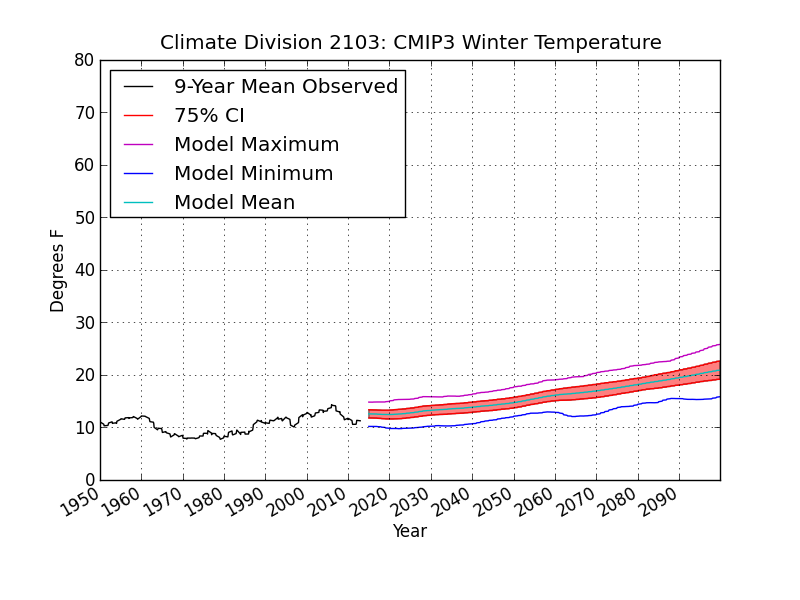 Climate Division 2103: CMIP3 Winter Temperature
80
70
60
50
40
30
20
10
0
Degrees F
9-Year Mean Observed
75% CI
Model Maximum
Model Minimum
Model Mean
1950 1960 1970 1980 1990 2000 2010 2020 2030 2040 2050 2060 2070 2080 2090
Year